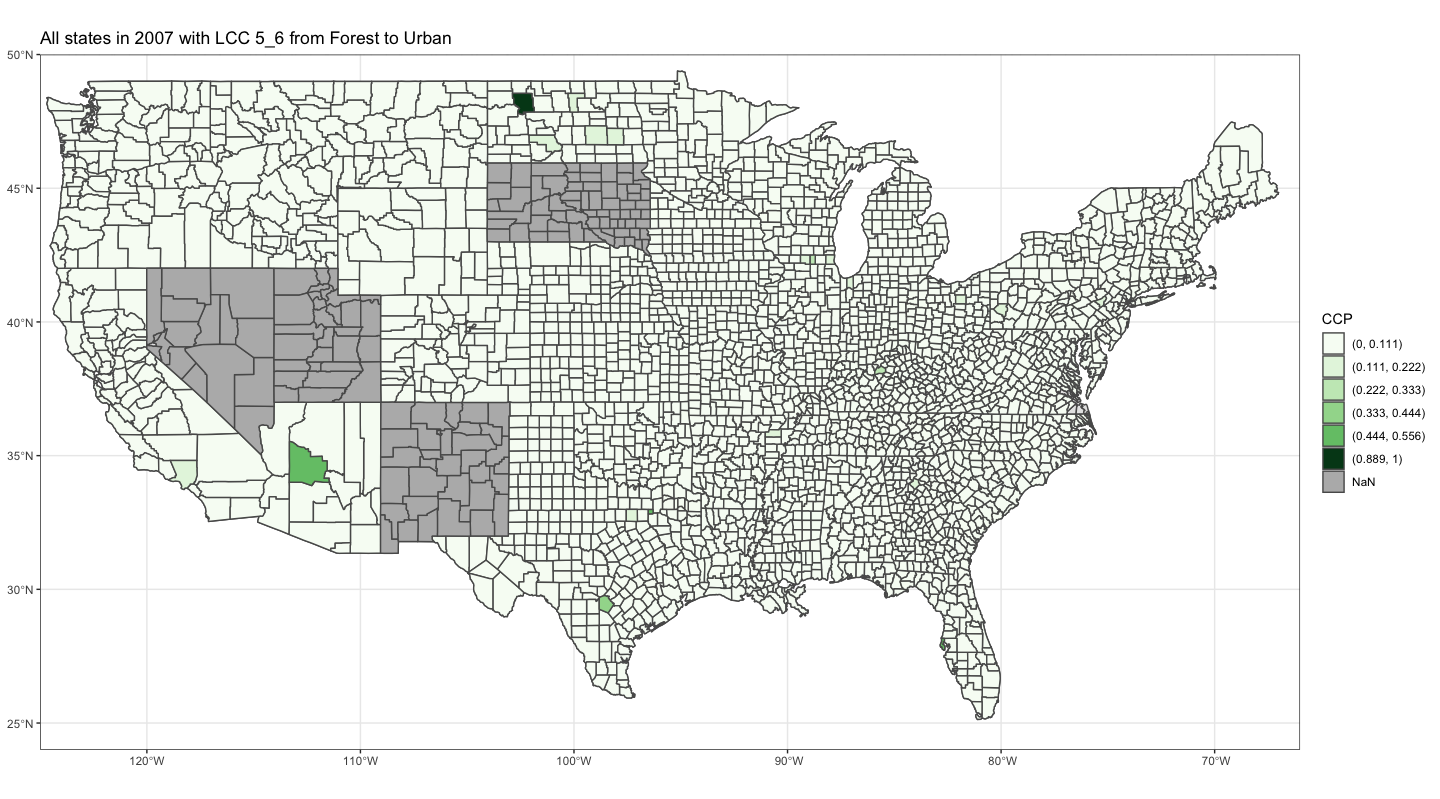 All states in 2007 with LCC 5_6 from Forest to Urban
50°N
45°N
40°N
35°N
30°N
25°N
120°W
110°W
100°W
90°W
80°W
70°W
CCP
(0, 0.111)
(0.111, 0.222)
(0.222, 0.333)
(0.333, 0.444)
(0.444, 0.556)
(0.889, 1)
NaN